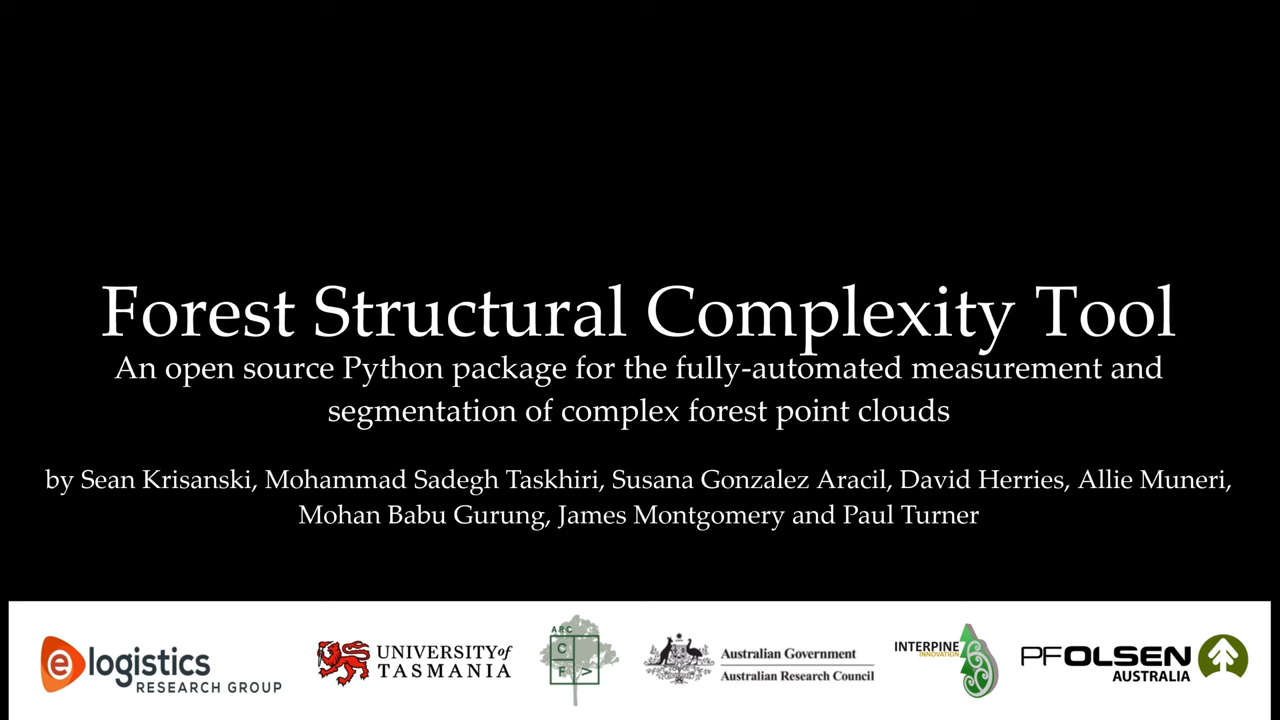 Forest Structural Complexity Tool
An open source Python package for the fully-automated measurement and
segmentation of complex forest point clouds
by Sean Krisanski, Mohammad Sadegh Taskhiri, Susana Gonzalez Aracil, David Herries, Allie Muneri,
Mohan Babu Gurung, James Montgomery and Paul Turner
e logistics
RESEARCH GROUP
UNIVERSITY of
TASMANIA
ARC
C
F >
Australian Government
Australian Research Council
INTERPINE
INNOVATION
PF OLSEN
AUSTRALIA